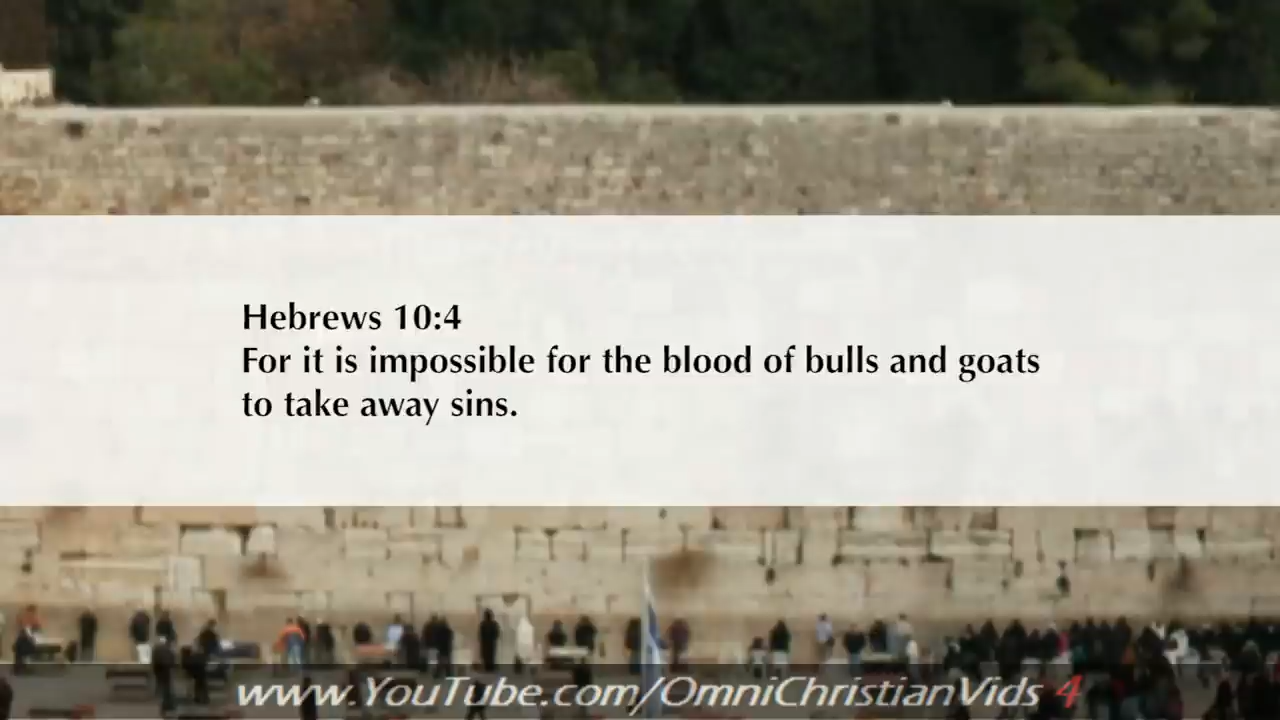 Hebrews 10:4
For it is impossible for the blood of bulls and goats
to take away sins.
www.YouTube.com/OmniChristianVids 4